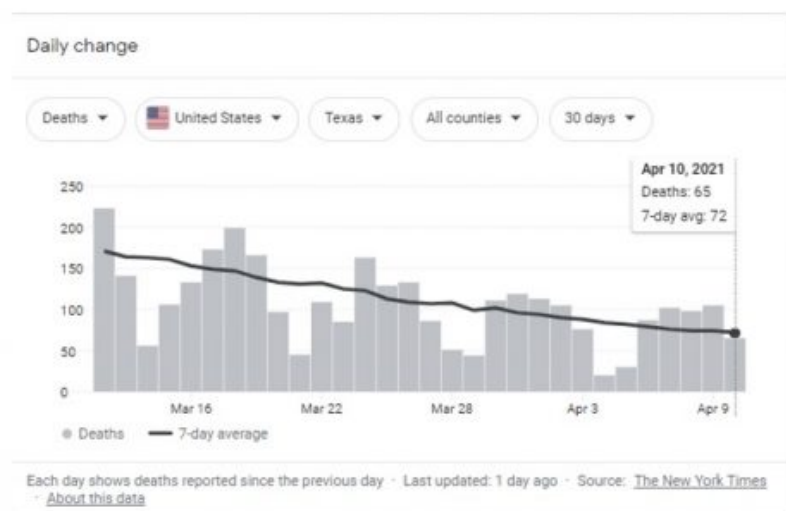 Daily change
Deaths United States Texas All counties 30 days
Apr 10, 2021
Deaths: 65
7-day avg: 72
250
200
150
100
50
0
Mar 16 Mar 22 Mar 28 Apr 3 Apr 9
Deaths 7-day average
Each day shows deaths reported since the previous day · Last updated: 1 day ago · Source: The New York Times
· About this data